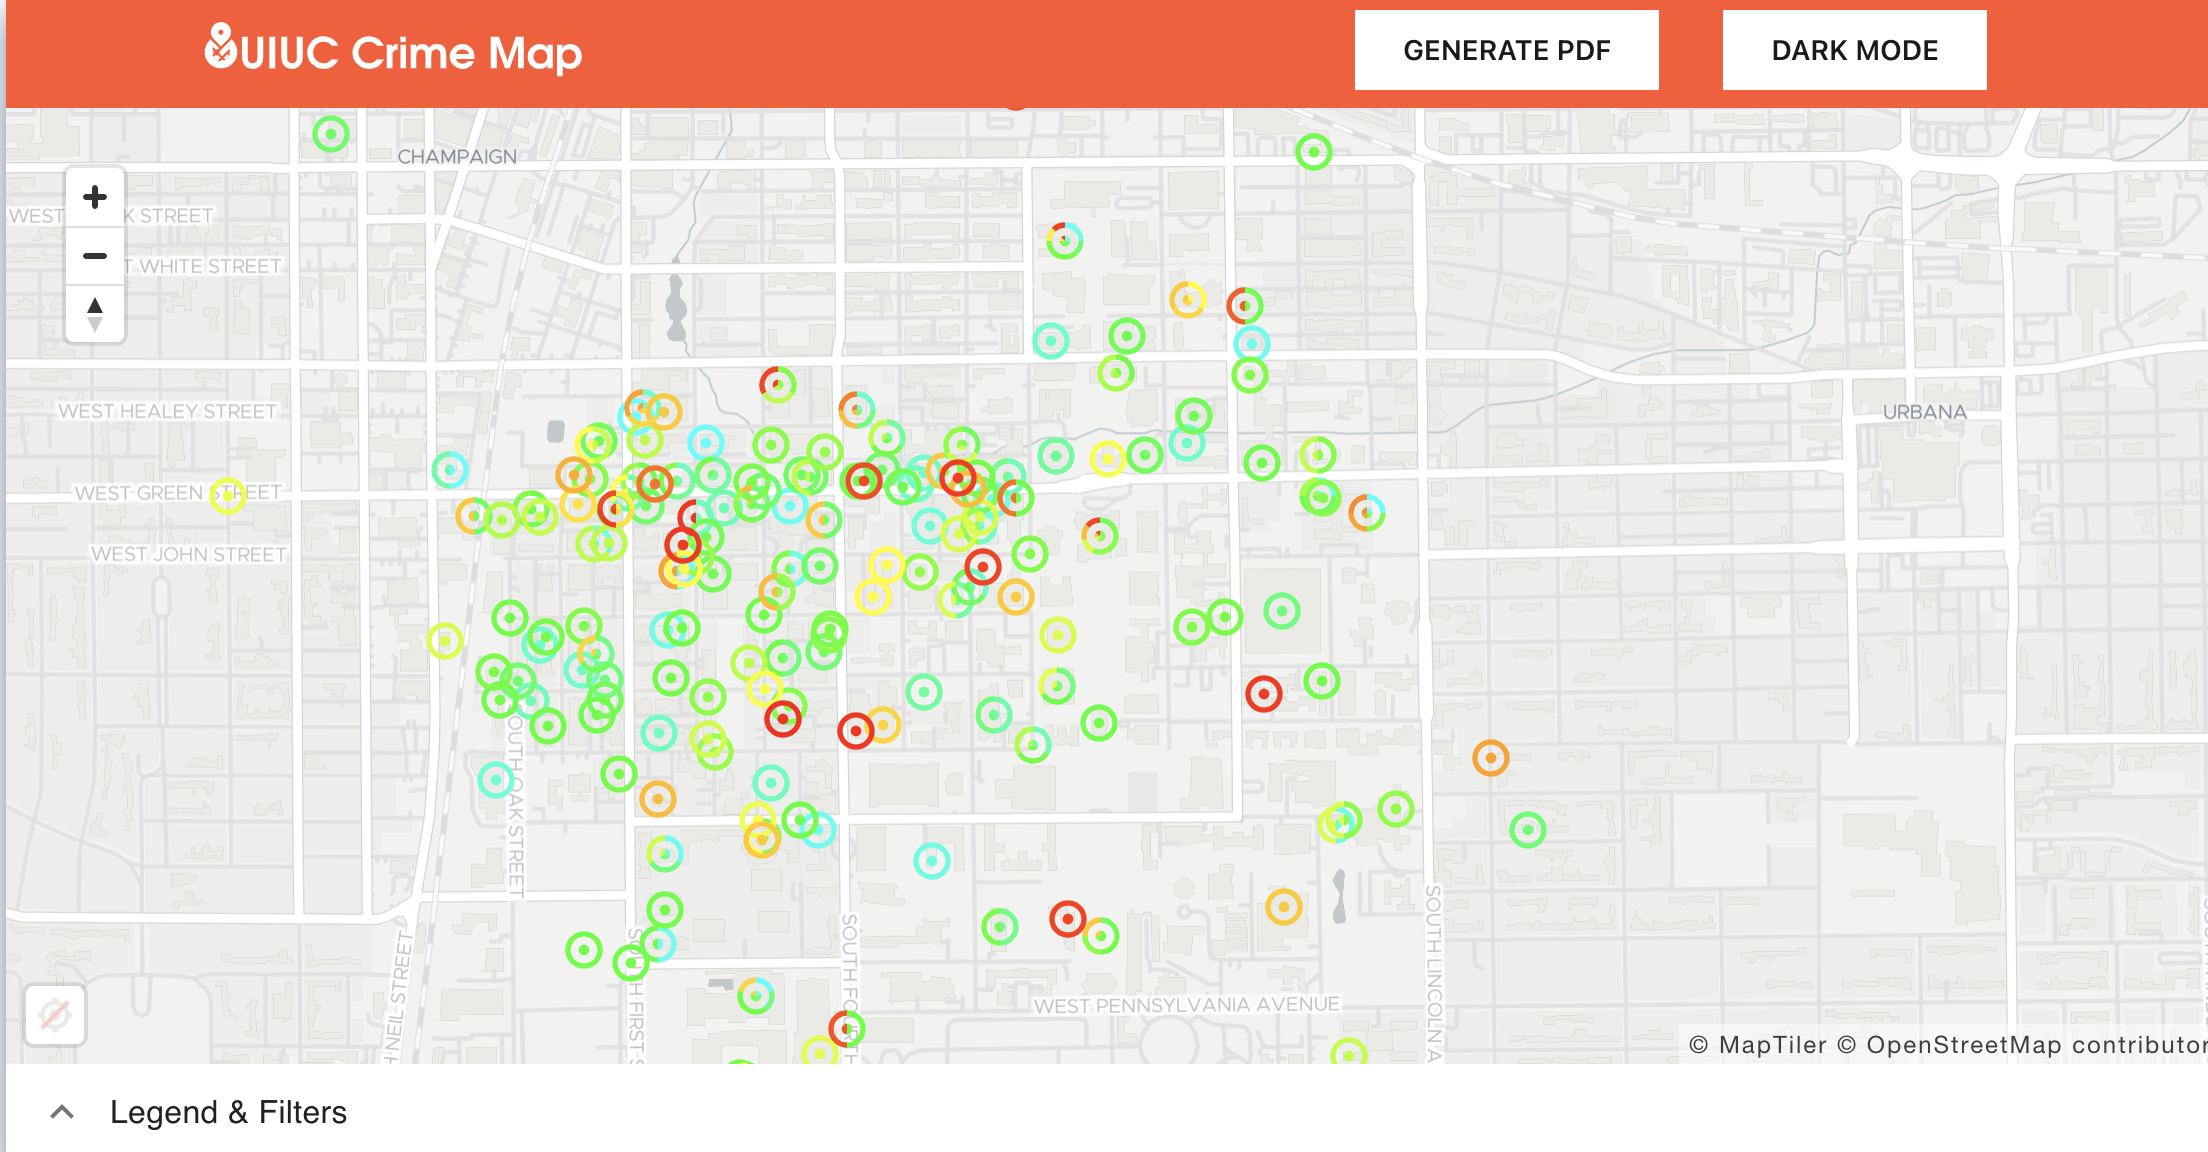 UIUC Crime Map
GENERATE PDF
DARK MODE
CHAMPAIGN
WEST K STREET
T WHITE STREET
WEST HEALEY STREET
URBANA
WEST GREEN STREET
WEST JOHN STREET
SOUTH OAK STREET
SOUTH FIRST S
SOUTH FOURTH
SOUTH LINCOLN A
H NEIL STREET
WEST PENNSYLVANIA AVENUE
© MapTiler © OpenStreetMap contributor
Legend & Filters